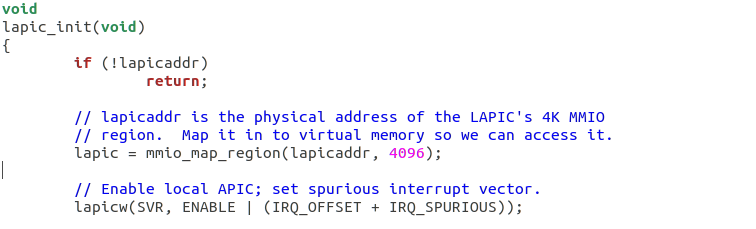 void
lapic_init(void)
{
        if (!lapicaddr)
                return;

        // lapicaddr is the physical address of the LAPIC's 4K MMIO
        // region.  Map it in to virtual memory so we can access it.
        lapic = mmio_map_region(lapicaddr, 4096);

        // Enable local APIC; set spurious interrupt vector.
        lapicw(SVR, ENABLE | (IRQ_OFFSET + IRQ_SPURIOUS));